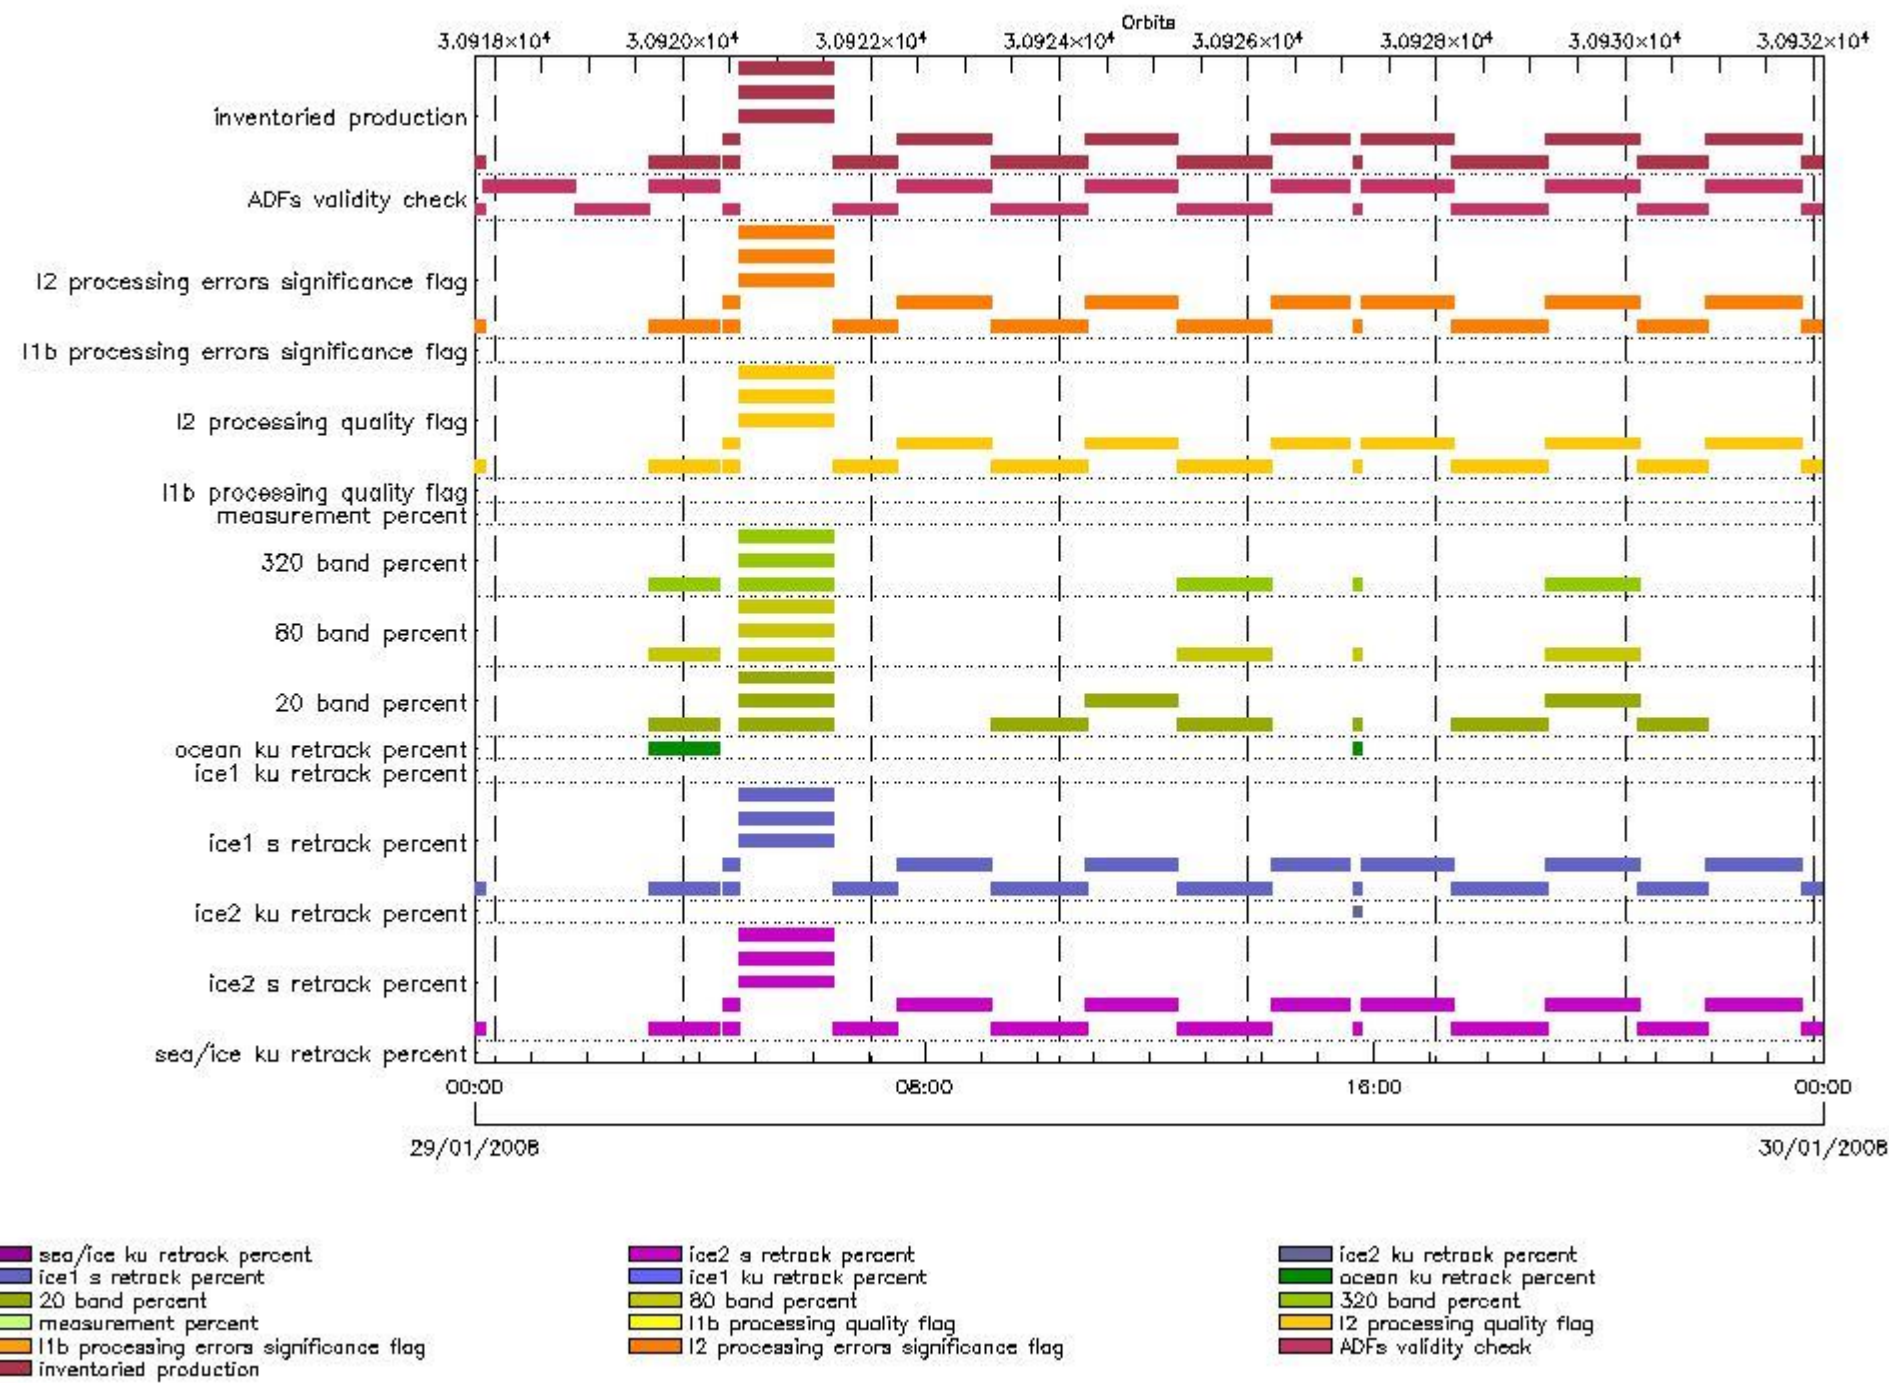 Orbits
3.0918×10⁴ 3.0920×10⁴ 3.0922×10⁴ 3.0924×10⁴ 3.0926×10⁴ 3.0928×10⁴ 3.0930×10⁴ 3.0932×10⁴
inventoried production
ADFs validity check
l2 processing errors significance flag
l1b processing errors significance flag
l2 processing quality flag
l1b processing quality flag
measurement percent
320 band percent
80 band percent
20 band percent
ocean ku retrack percent
ice1 ku retrack percent
ice1 s retrack percent
ice2 ku retrack percent
ice2 s retrack percent
sea/ice ku retrack percent
00:00 08:00 16:00 00:00
29/01/2008 30/01/2008
sea/ice ku retrack percent ice2 s retrack percent ice2 ku retrack percent
ice1 s retrack percent ice1 ku retrack percent ocean ku retrack percent
20 band percent 80 band percent 320 band percent
measurement percent l1b processing quality flag l2 processing quality flag
l1b processing errors significance flag l2 processing errors significance flag ADFs validity check
inventoried production